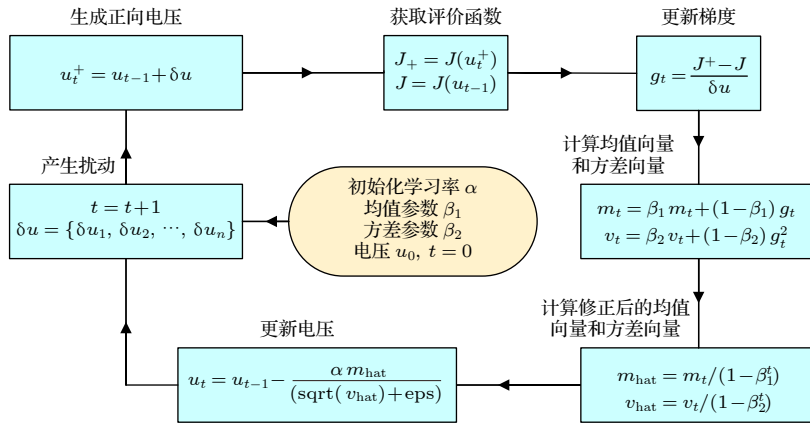 生成正向电压
u_t^+ = u_{t−1} + δu
获取评价函数
J_+ = J(u_t^+)
J = J(u_{t−1})
更新梯度
g_t = (J^+ − J)/δu
计算均值向量
和方差向量
m_t = β_1 m_t + (1−β_1) g_t
v_t = β_2 v_t + (1−β_2) g_t^2
计算修正后的均值
向量和方差向量
m_hat = m_t/(1−β_1^t)
v_hat = v_t/(1−β_2^t)
更新电压
u_t = u_{t−1} − α m_hat/(sqrt(v_hat)+eps)
产生扰动
t = t+1
δu = {δu_1, δu_2, ⋯, δu_n}
初始化学习率 α
均值参数 β_1
方差参数 β_2
电压 u_0, t = 0